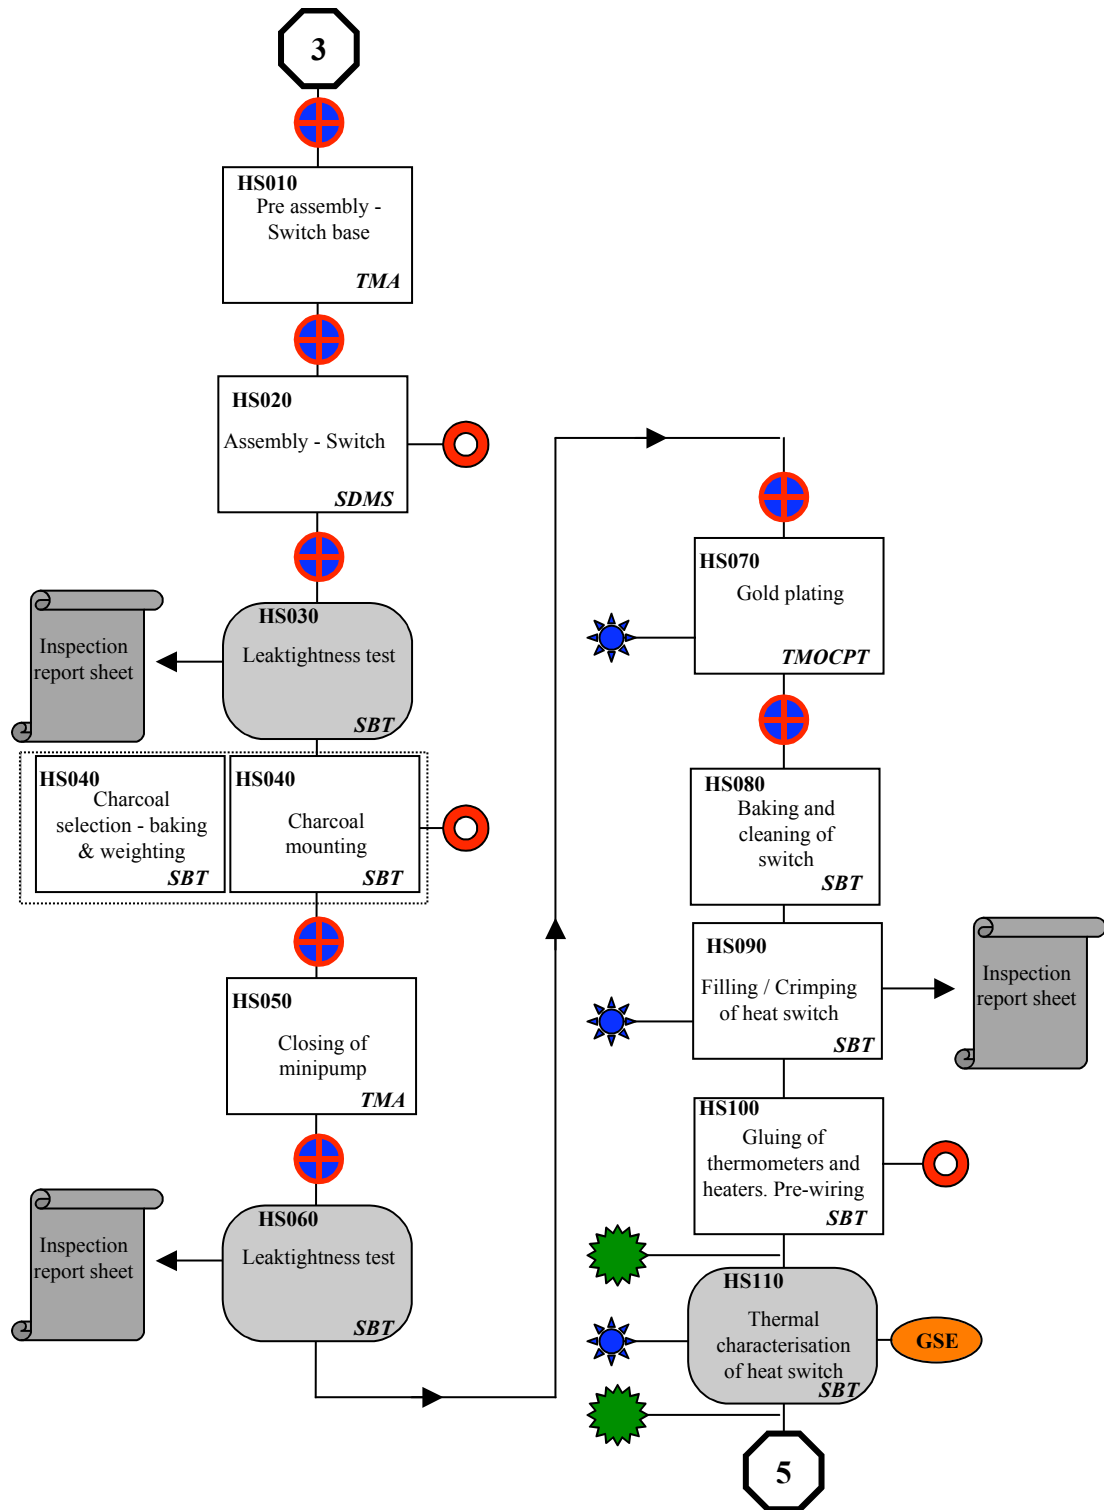 3
HS010
Pre assembly -
Switch base
TMA
HS020
Assembly - Switch
SDMS
HS030
Leaktightness test
SBT
Inspection
report sheet
HS040
Charcoal
selection - baking
& weighting
SBT
HS040
Charcoal
mounting
SBT
HS050
Closing of
minipump
TMA
HS060
Leaktightness test
SBT
Inspection
report sheet
HS070
Gold plating
TMOCPT
HS080
Baking and
cleaning of
switch
SBT
HS090
Filling / Crimping
of heat switch
SBT
Inspection
report sheet
HS100
Gluing of
thermometers and
heaters. Pre-wiring
SBT
HS110
Thermal
characterisation
of heat switch
SBT
GSE
5